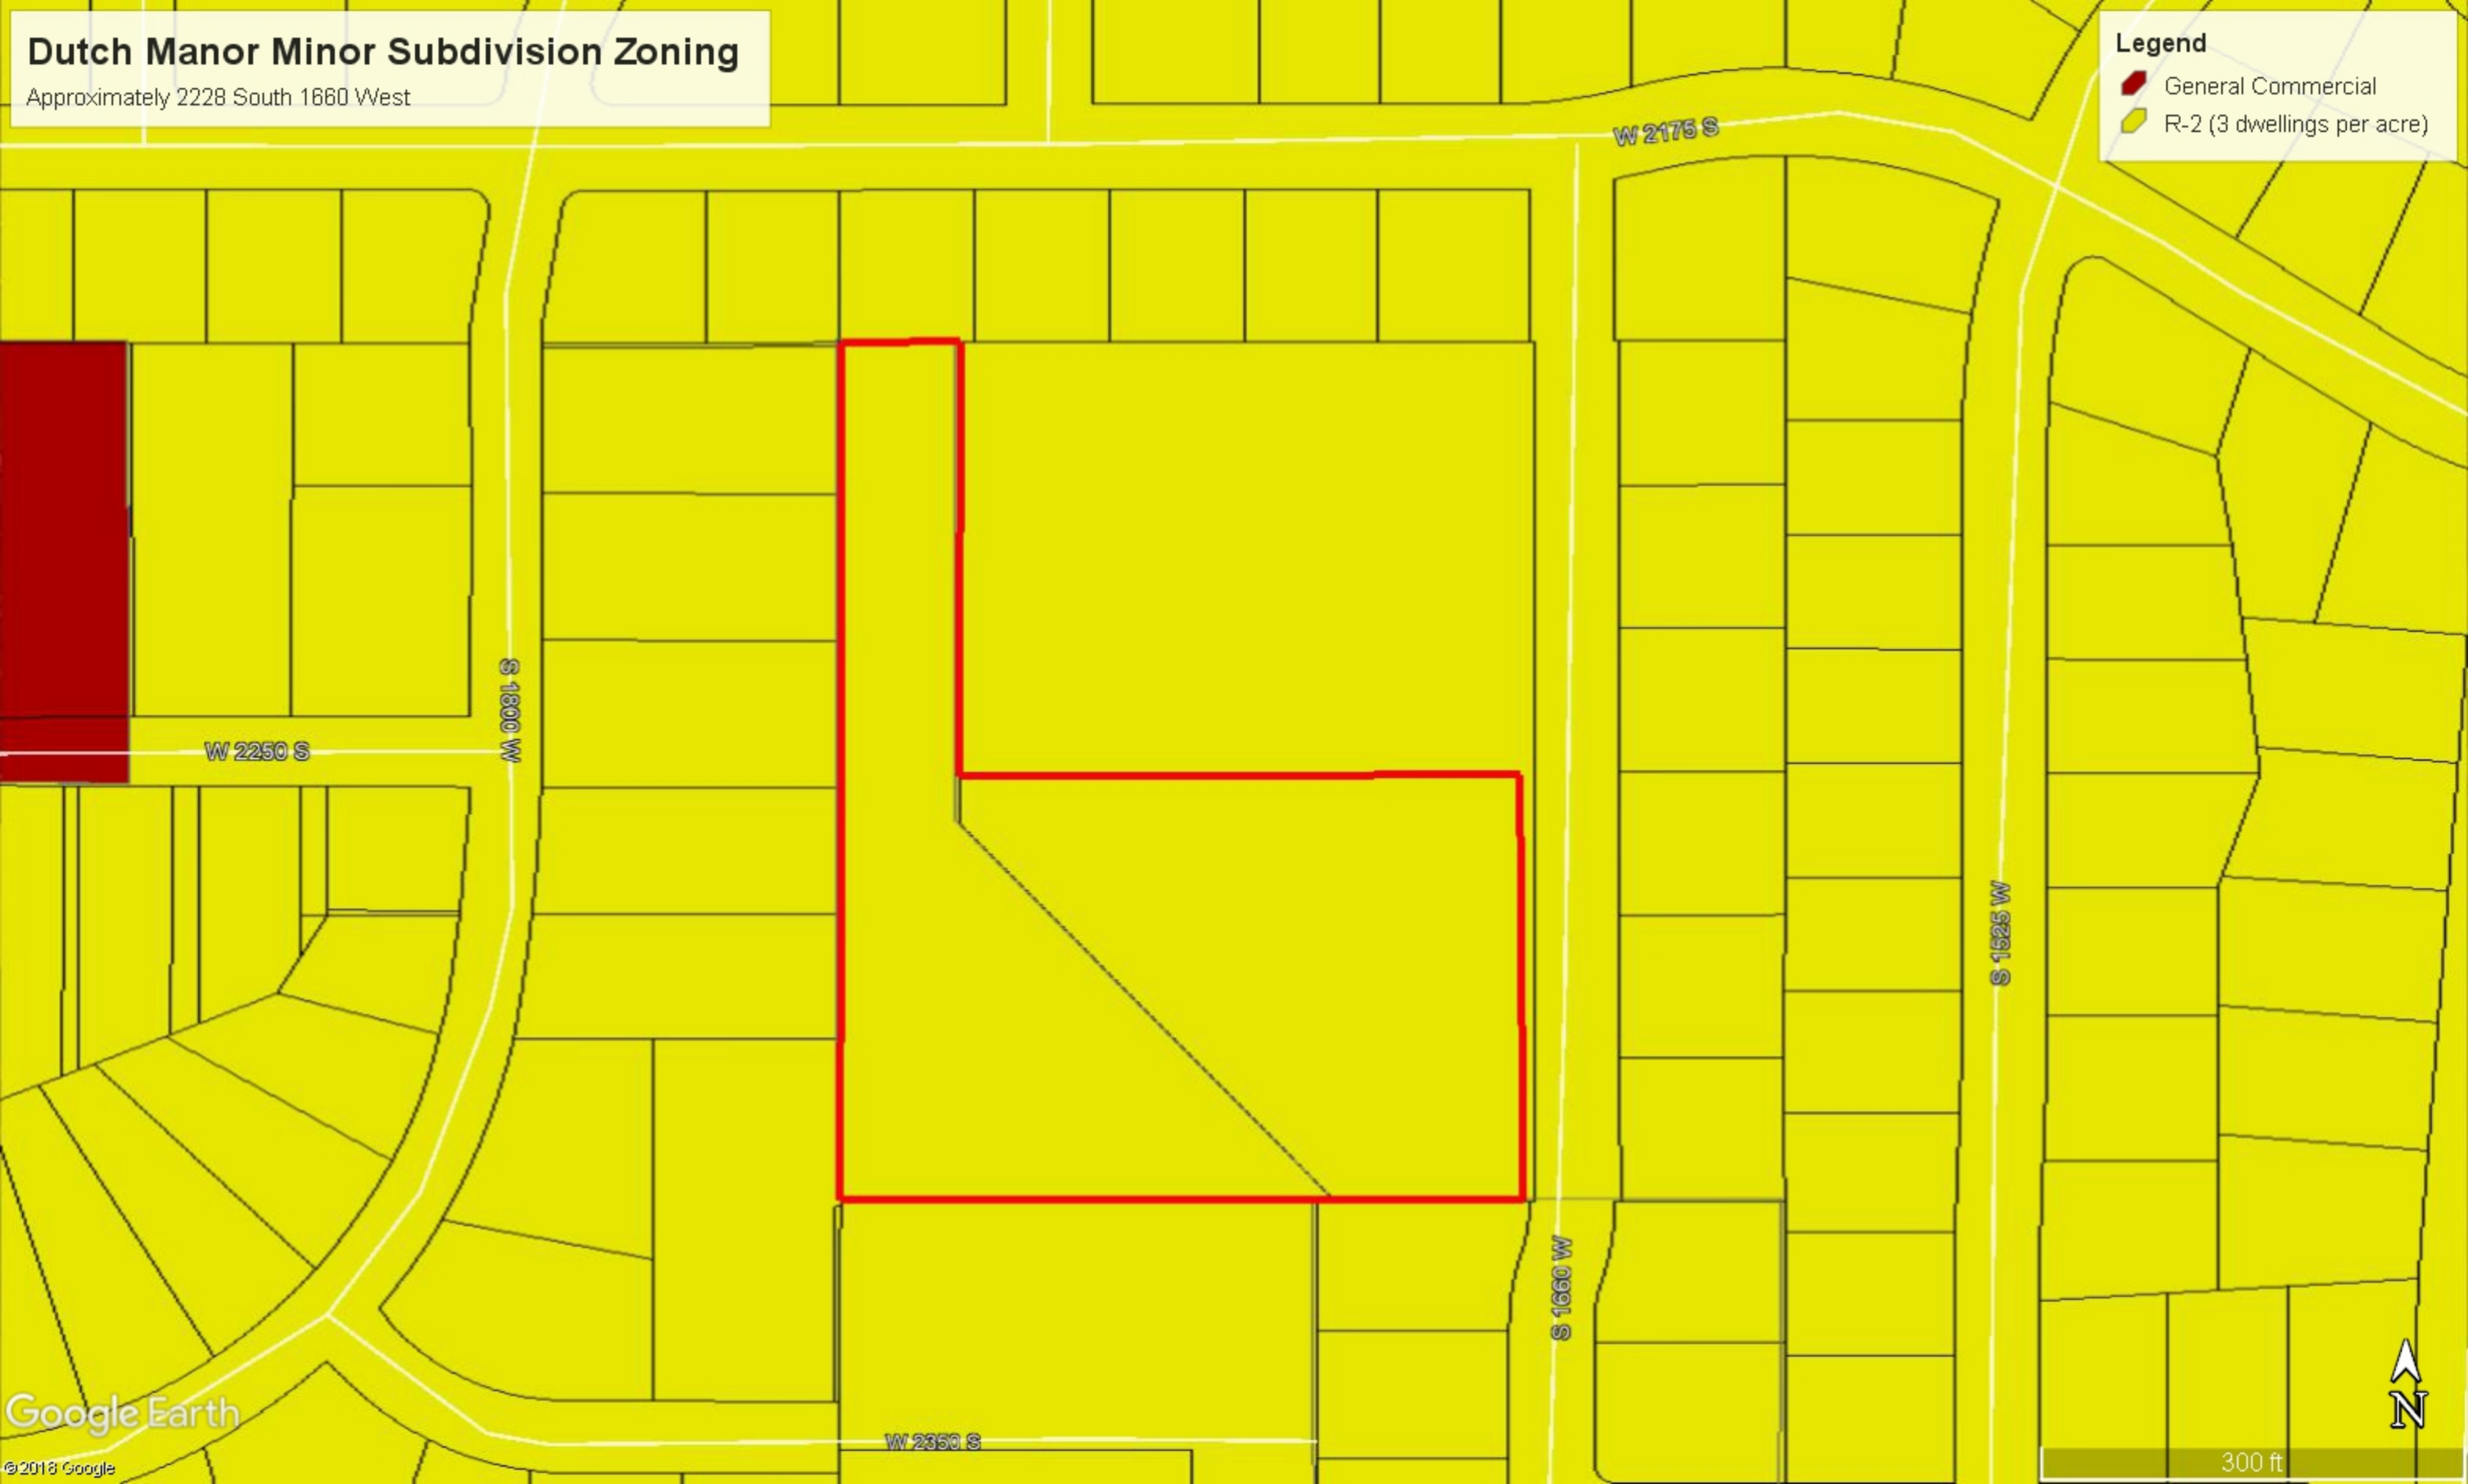 Dutch Manor Minor Subdivision Zoning
Approximately 2228 South 1660 West
Legend
General Commercial
R-2 (3 dwellings per acre)
W 2175 S
S 1800 W
W 2250 S
S 1525 W
S 1660 W
W 2350 S
N
Google Earth
©2018 Google
300 ft